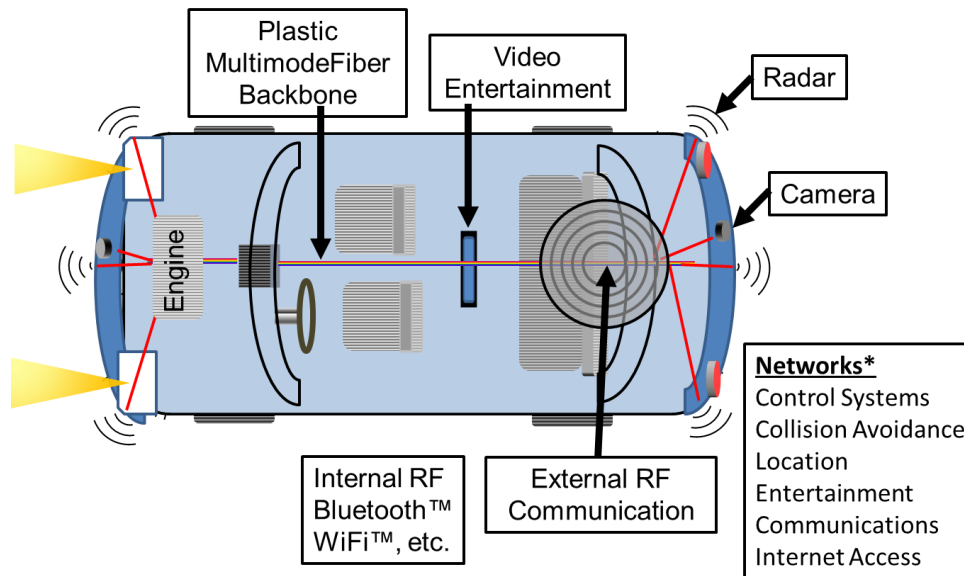 Plastic
MultimodeFiber
Backbone
Video
Entertainment
Radar
Camera
Engine
Internal RF
Bluetooth™
WiFi™, etc.
External RF
Communication
Networks*
Control Systems
Collision Avoidance
Location
Entertainment
Communications
Internet Access